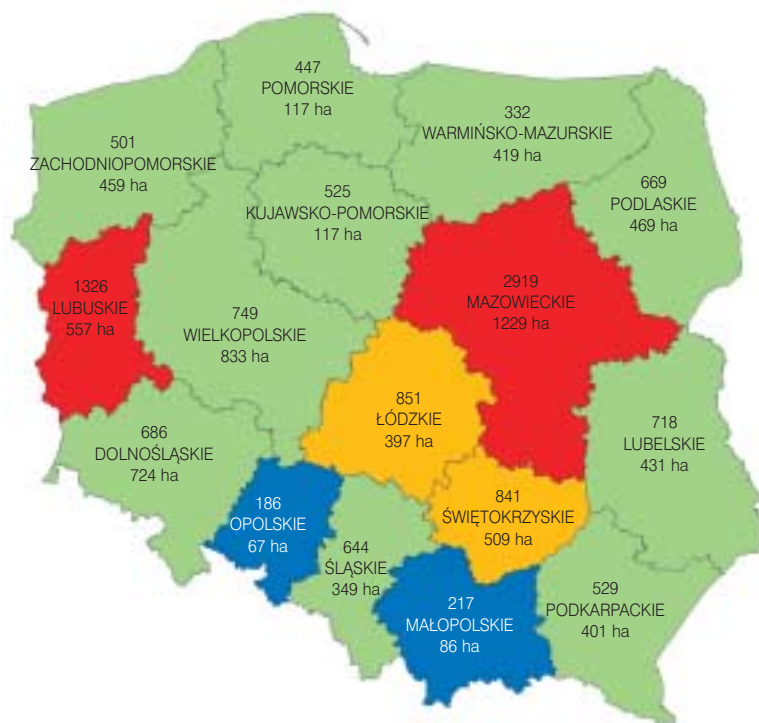 447
POMORSKIE
117 ha
332
WARMIŃSKO-MAZURSKIE
419 ha
501
ZACHODNIOPOMORSKIE
459 ha
669
PODLASKIE
469 ha
525
KUJAWSKO-POMORSKIE
117 ha
2919
MAZOWIECKIE
1229 ha
1326
LUBUSKIE
557 ha
749
WIELKOPOLSKIE
833 ha
851
ŁÓDZKIE
397 ha
718
LUBELSKIE
431 ha
686
DOLNOŚLĄSKIE
724 ha
841
ŚWIĘTOKRZYSKIE
509 ha
186
OPOLSKIE
67 ha
644
ŚLĄSKIE
349 ha
529
PODKARPACKIE
401 ha
217
MAŁOPOLSKIE
86 ha